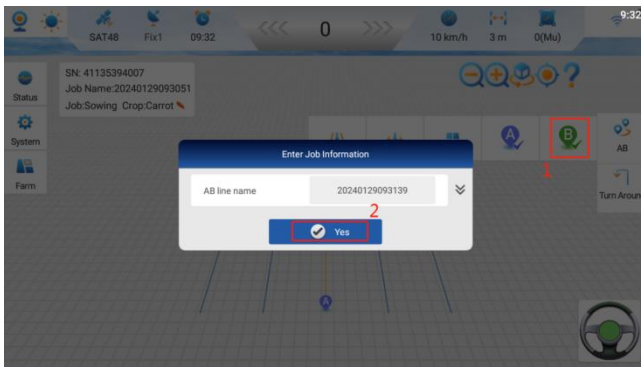 9:32
SAT48
Fix1
09:32
0
10 km/h
3 m
0(Mu)
SN: 41135394007
Job Name:20240129093051
Job:Sowing Crop:Carrot
Status
System
Farm
?
A
B
AB
1
Turn Aroun
Enter Job Information
AB line name
20240129093139
2
Yes
A